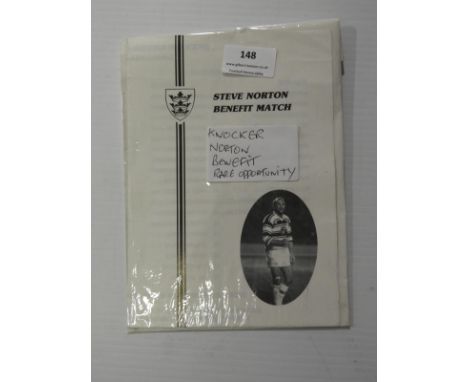 148
STEVE NORTON
BENEFIT MATCH
KNOCKER
NORTON
BENEFIT
RARE OPPORTUNITY